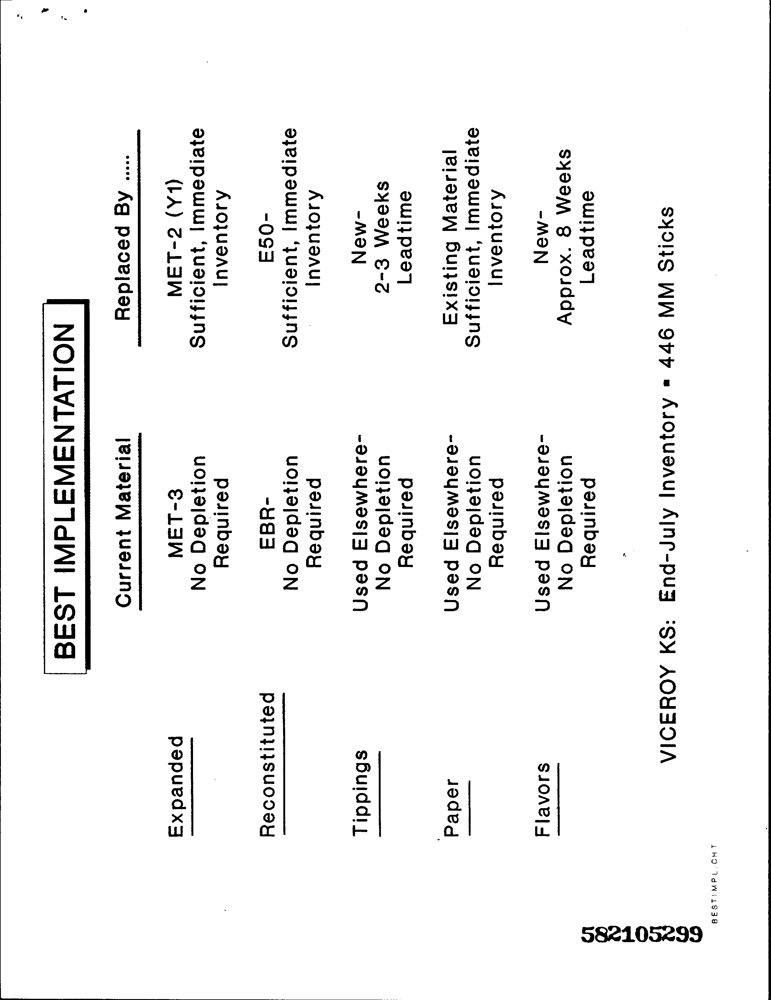 BEST IMPLEMENTATION
Current Material Replaced By .....
Expanded MET-3 MET-2 (Y1)
No Depletion Sufficient, Immediate
Required Inventory
Reconstituted EBR- E50-
No Depletion Sufficient, Immediate
Required Inventory
Tippings Used Elsewhere- New-
No Depletion 2-3 Weeks
Required Leadtime
Paper Used Elsewhere- Existing Material
No Depletion Sufficient, Immediate
Required Inventory
Flavors Used Elsewhere- New-
No Depletion Approx. 8 Weeks
Required Leadtime
VICEROY KS: End-July Inventory = 446 MM Sticks
BESTIMPL.CHT
582105299